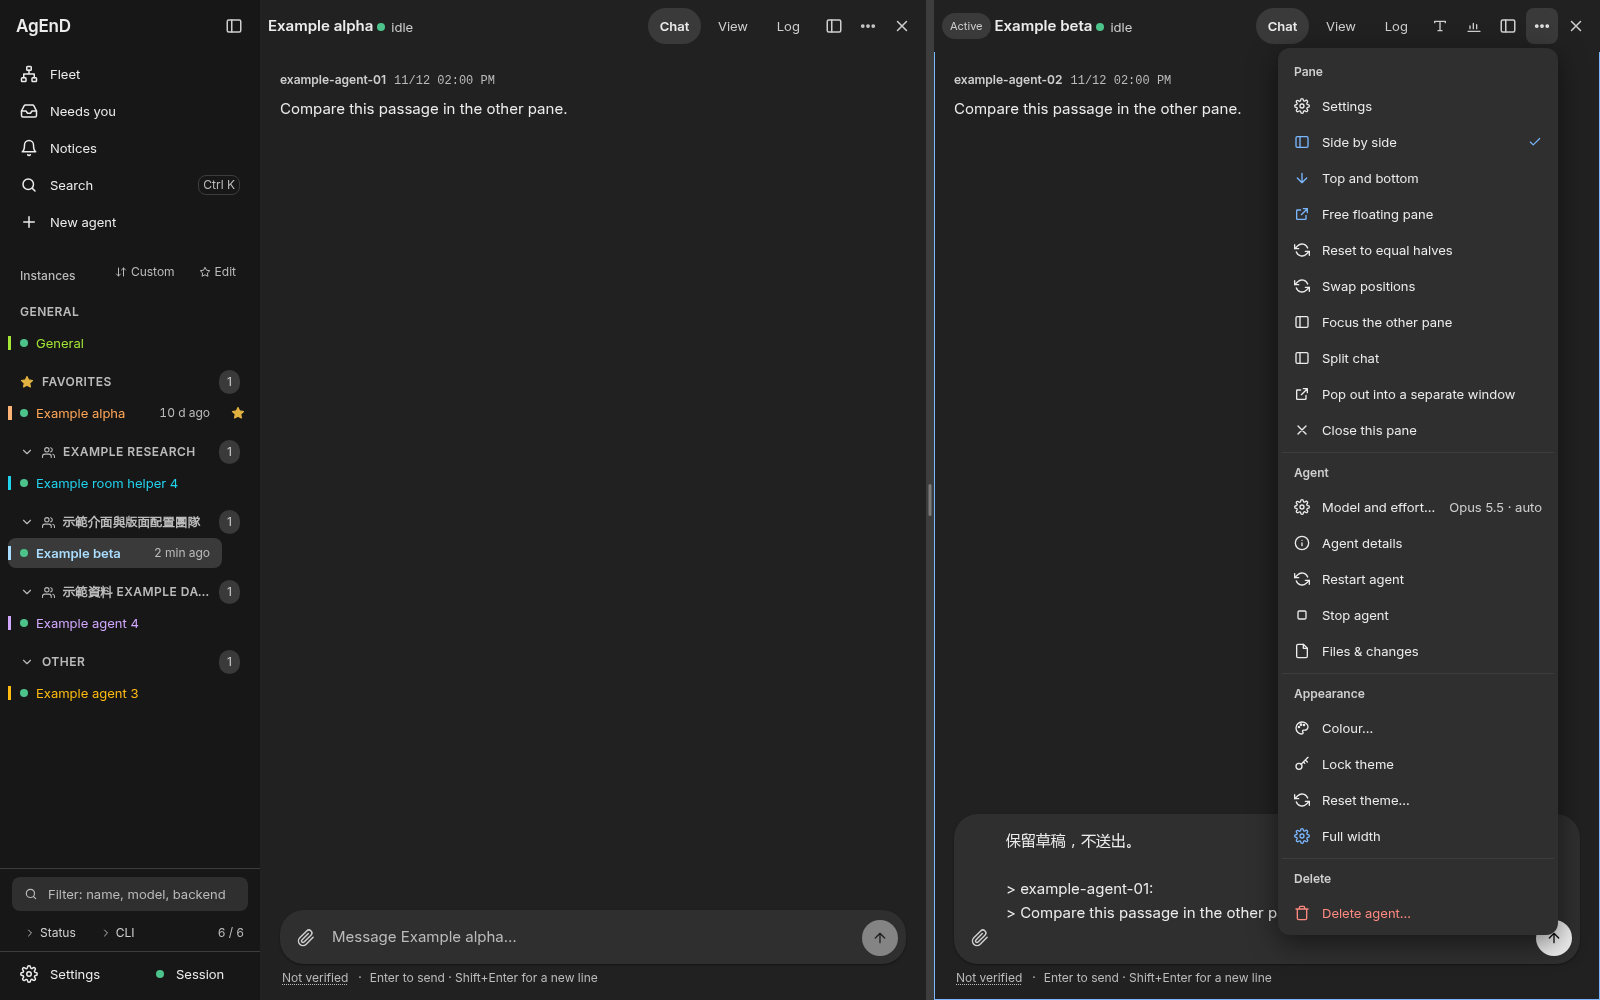 AgEnD
Fleet
Needs you
Notices
Search
Ctrl K
New agent
Instances
Custom
Edit
GENERAL
General
FAVORITES
1
Example alpha
10 d ago
EXAMPLE RESEARCH
1
Example room helper 4
示範介面與版面配置團隊
1
Example beta
2 min ago
示範資料 EXAMPLE DA...
1
Example agent 4
OTHER
1
Example agent 3
Filter: name, model, backend
Status
CLI
6 / 6
Settings
Session
Example alpha
idle
Chat
View
Log
example-agent-01 11/12 02:00 PM
Compare this passage in the other pane.
Message Example alpha...
Not verified · Enter to send · Shift+Enter for a new line
Active
Example beta
idle
Chat
View
Log
example-agent-02 11/12 02:00 PM
Compare this passage in the other pane.
保留草稿，不送出。
> example-agent-01:
> Compare this passage in the other p
Not verified · Enter to send · Shift+Enter for a new line
Pane
Settings
Side by side
Top and bottom
Free floating pane
Reset to equal halves
Swap positions
Focus the other pane
Split chat
Pop out into a separate window
Close this pane
Agent
Model and effort... Opus 5.5 · auto
Agent details
Restart agent
Stop agent
Files & changes
Appearance
Colour...
Lock theme
Reset theme...
Full width
Delete
Delete agent...